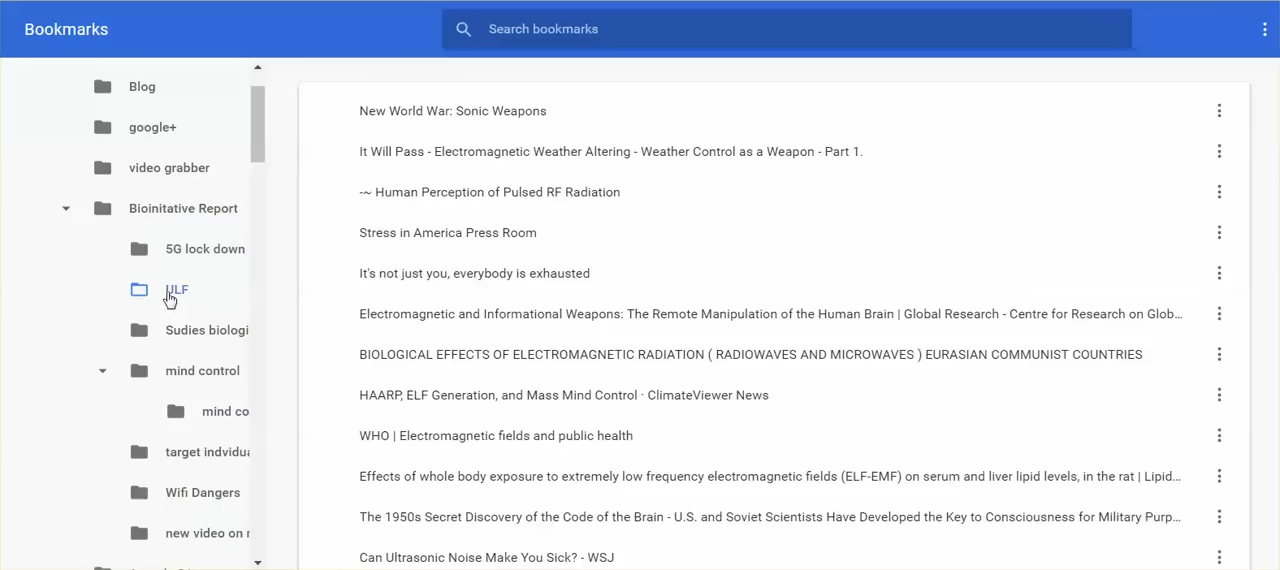 Bookmarks
Search bookmarks
Blog
google+
video grabber
Bioinitative Report
5G lock down
ULF
Sudies biologi
mind control
mind co
target indvidua
Wifi Dangers
new video on r
New World War: Sonic Weapons
It Will Pass - Electromagnetic Weather Altering - Weather Control as a Weapon - Part 1.
-~ Human Perception of Pulsed RF Radiation
Stress in America Press Room
It's not just you, everybody is exhausted
Electromagnetic and Informational Weapons: The Remote Manipulation of the Human Brain | Global Research - Centre for Research on Glob...
BIOLOGICAL EFFECTS OF ELECTROMAGNETIC RADIATION ( RADIOWAVES AND MICROWAVES ) EURASIAN COMMUNIST COUNTRIES
HAARP, ELF Generation, and Mass Mind Control · ClimateViewer News
WHO | Electromagnetic fields and public health
Effects of whole body exposure to extremely low frequency electromagnetic fields (ELF-EMF) on serum and liver lipid levels, in the rat | Lipid...
The 1950s Secret Discovery of the Code of the Brain - U.S. and Soviet Scientists Have Developed the Key to Consciousness for Military Purp...
Can Ultrasonic Noise Make You Sick? - WSJ